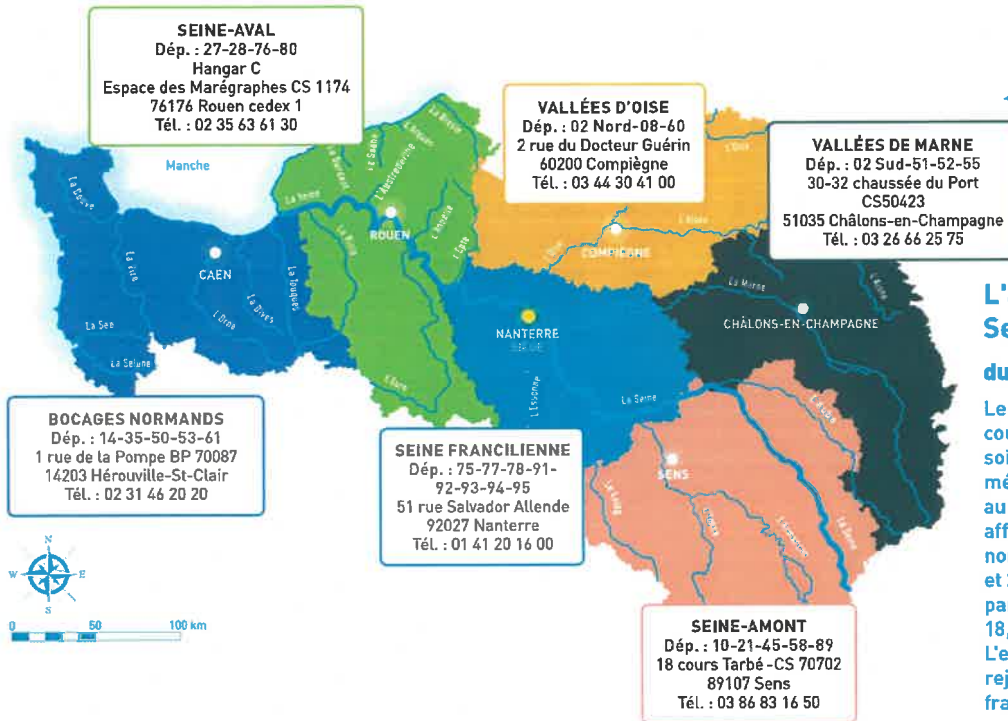 SEINE-AVAL
Dép. : 27-28-76-80
Hangar C
Espace des Marégraphes CS 1174
76176 Rouen cedex 1
Tél. : 02 35 63 61 30
VALLÉES D'OISE
Dép. : 02 Nord-08-60
2 rue du Docteur Guérin
60200 Compiègne
Tél. : 03 44 30 41 00
VALLÉES DE MARNE
Dép. : 02 Sud-51-52-55
30-32 chaussée du Port
CS50423
51035 Châlons-en-Champagne
Tél. : 03 26 66 25 75
Manche
La Seine
ROUEN
L'Andelle
L'Epte
L'Oise
COMPIÈGNE
L'Aisne
CAEN
La Vire
L'Orne
La Dives
La Touques
La See
La Selune
La Risle
L'Eure
NANTERRE
SIÈGE
L'Essonne
La Seine
La Marne
CHÂLONS-EN-CHAMPAGNE
L'Aube
SENS
Le Loing
La Seine
BOCAGES NORMANDS
Dép. : 14-35-50-53-61
1 rue de la Pompe BP 70087
14203 Hérouville-St-Clair
Tél. : 02 31 46 20 20
SEINE FRANCILIENNE
Dép. : 75-77-78-91-
92-93-94-95
51 rue Salvador Allende
92027 Nanterre
Tél. : 01 41 20 16 00
SEINE-AMONT
Dép. : 10-21-45-58-89
18 cours Tarbé -CS 70702
89107 Sens
Tél. : 03 86 83 16 50
N
W E
S
0 50 100 km
L'
Se
du
Le
cou
soi
mé
au
aff
no
et
pa
18,
L'e
rej
fra